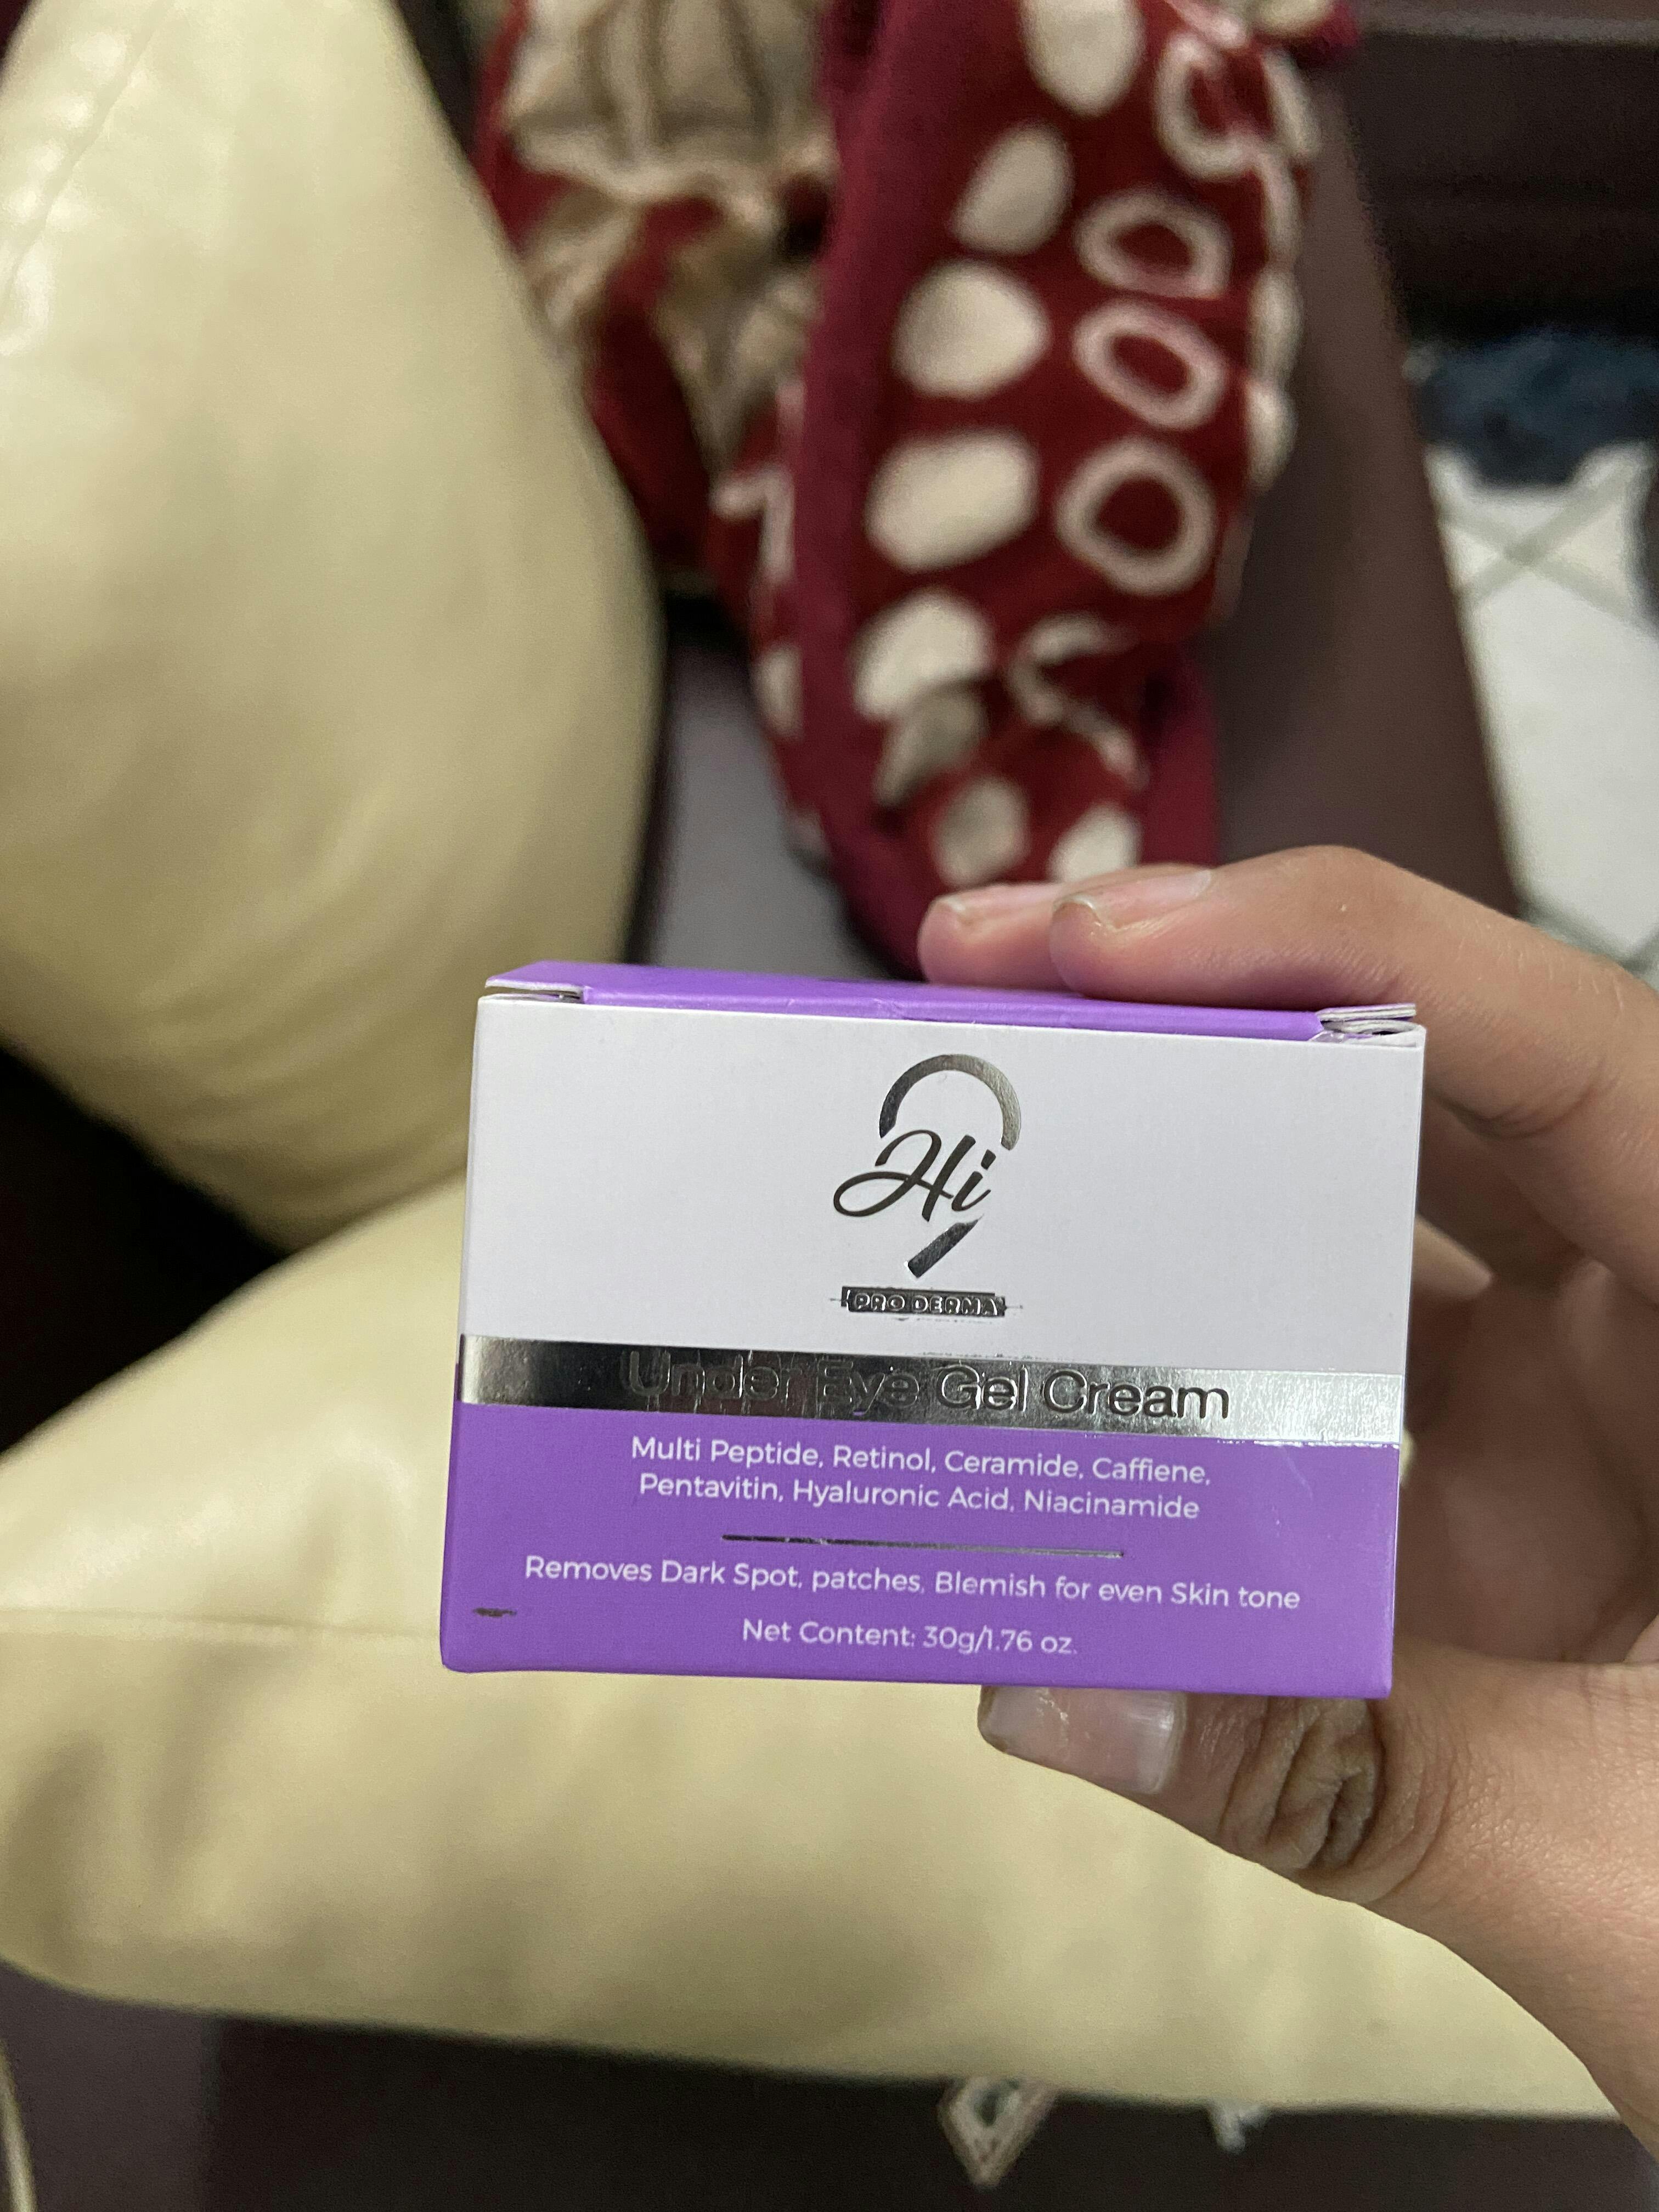 Hi
PRO DERMA
Under Eye Gel Cream
Multi Peptide, Retinol, Ceramide, Caffiene,
Pentavitin, Hyaluronic Acid, Niacinamide
Removes Dark Spot, patches, Blemish for even Skin tone
Net Content: 30g/1.76 oz.